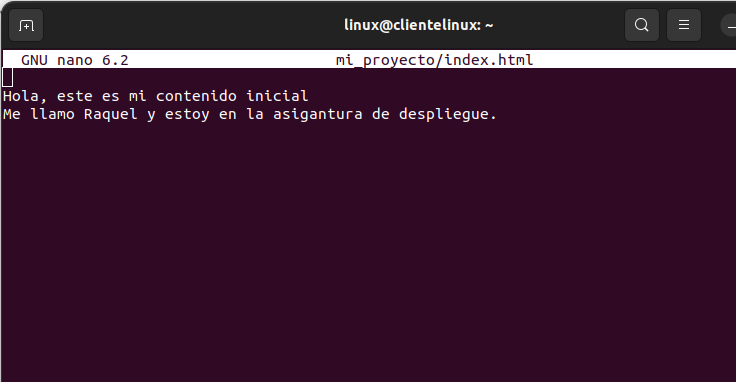 linux@clientelinux: ~
GNU nano 6.2 mi_proyecto/index.html
Hola, este es mi contenido inicial
Me llamo Raquel y estoy en la asigantura de despliegue.